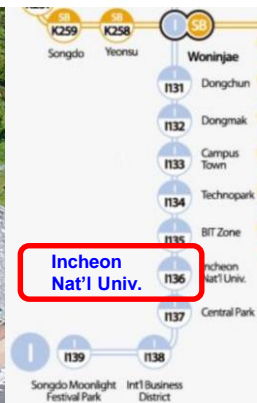 SB
K259
SB
K258
I
SB
Songdo
Yeonsu
Woninjae
I131
Dongchun
I132
Dongmak
I133
Campus
Town
I134
Technopark
I135
BIT Zone
Incheon
Nat'l Univ.
I136
Incheon
Nat'l Univ.
I137
Central Park
I
I139
I138
Songdo Moonlight
Festival Park
Int'l Business
District